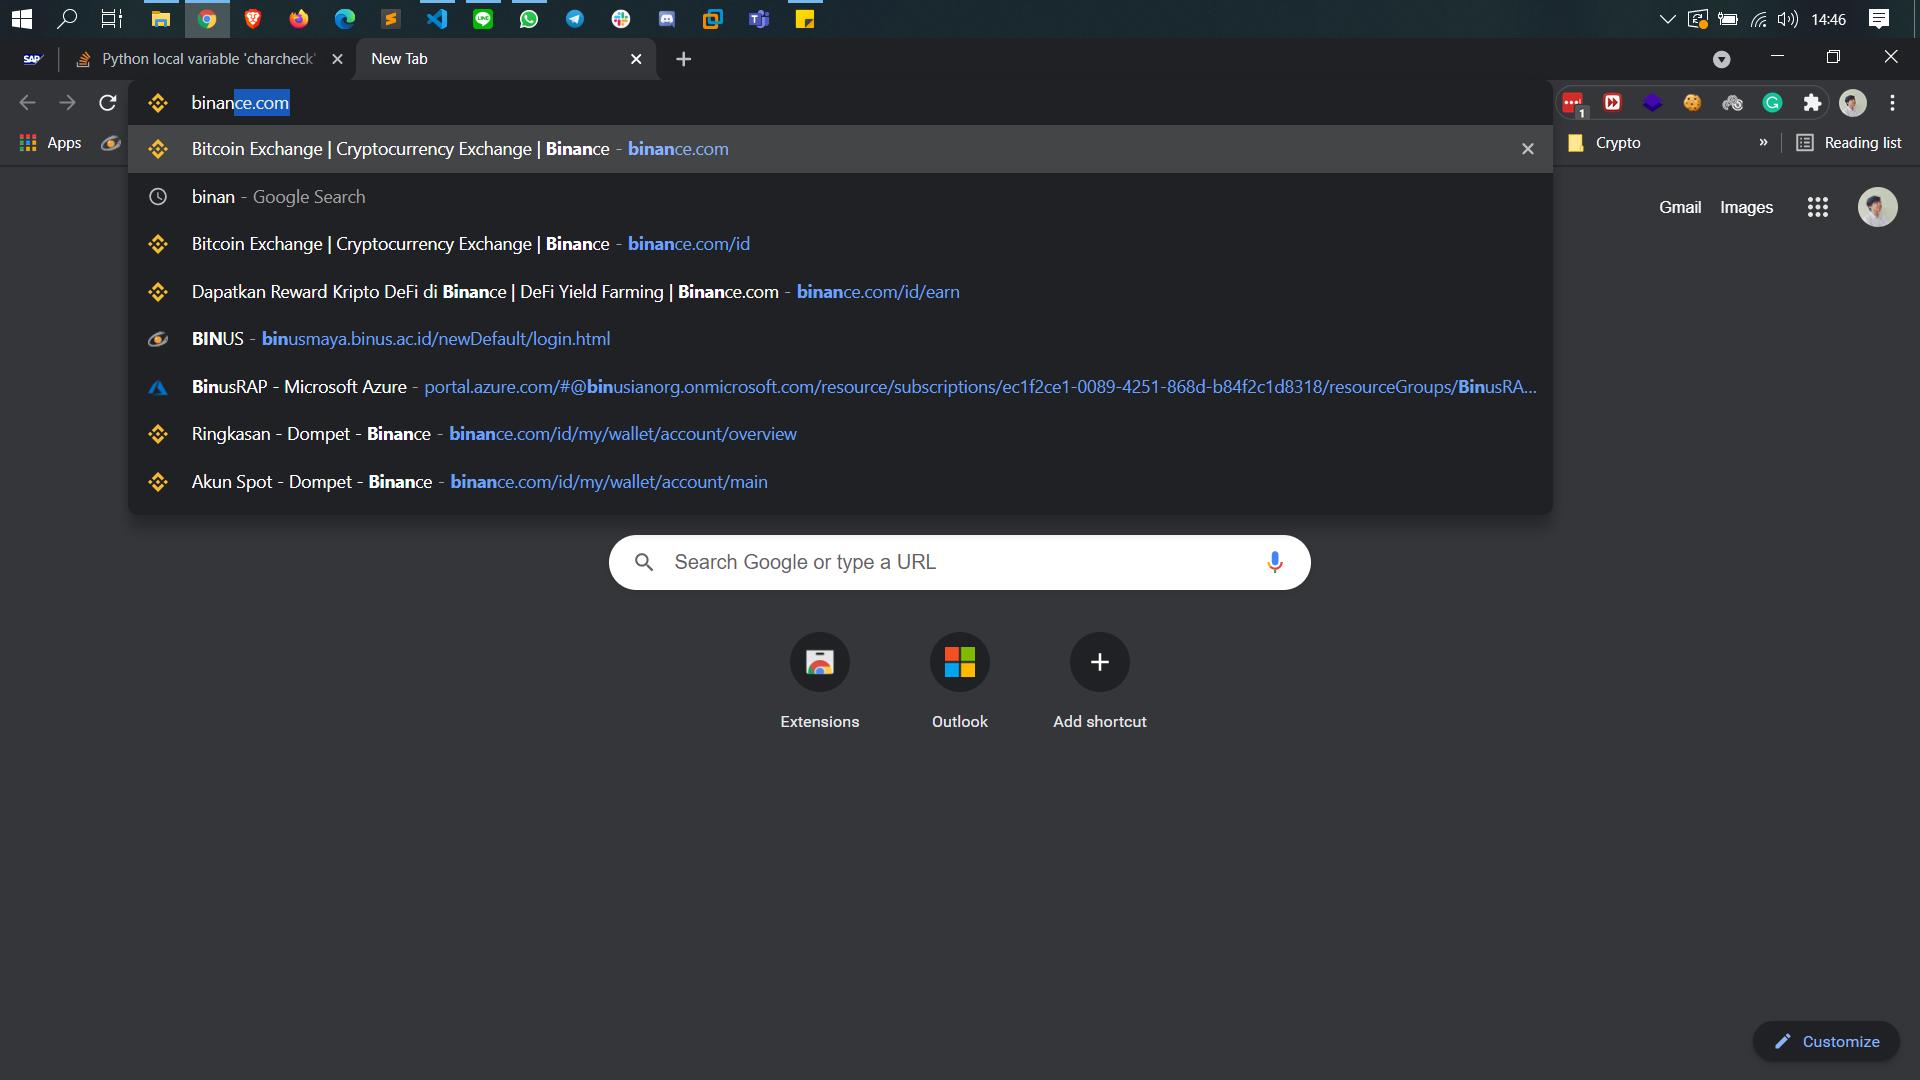 14:46
SAP Python local variable 'charcheck' New Tab
binance.com
1
Apps
Crypto » Reading list
Bitcoin Exchange | Cryptocurrency Exchange | Binance - binance.com
binan - Google Search
Gmail Images
Bitcoin Exchange | Cryptocurrency Exchange | Binance - binance.com/id
Dapatkan Reward Kripto DeFi di Binance | DeFi Yield Farming | Binance.com - binance.com/id/earn
BINUS - binusmaya.binus.ac.id/newDefault/login.html
BinusRAP - Microsoft Azure - portal.azure.com/#@binusianorg.onmicrosoft.com/resource/subscriptions/ec1f2ce1-0089-4251-868d-b84f2c1d8318/resourceGroups/BinusRA...
Ringkasan - Dompet - Binance - binance.com/id/my/wallet/account/overview
Akun Spot - Dompet - Binance - binance.com/id/my/wallet/account/main
Search Google or type a URL
Extensions Outlook Add shortcut
Customize